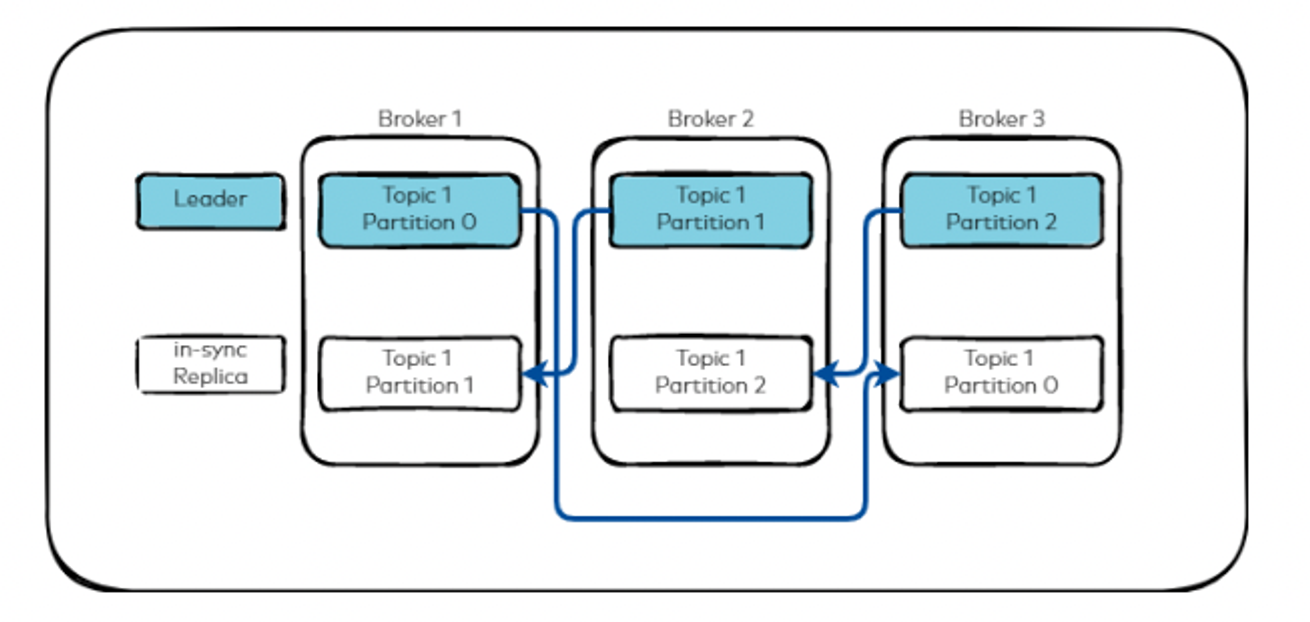 Broker 1
Broker 2
Broker 3
Leader
Topic 1
Partition 0
Topic 1
Partition 1
Topic 1
Partition 2
in-sync
Replica
Topic 1
Partition 1
Topic 1
Partition 2
Topic 1
Partition 0